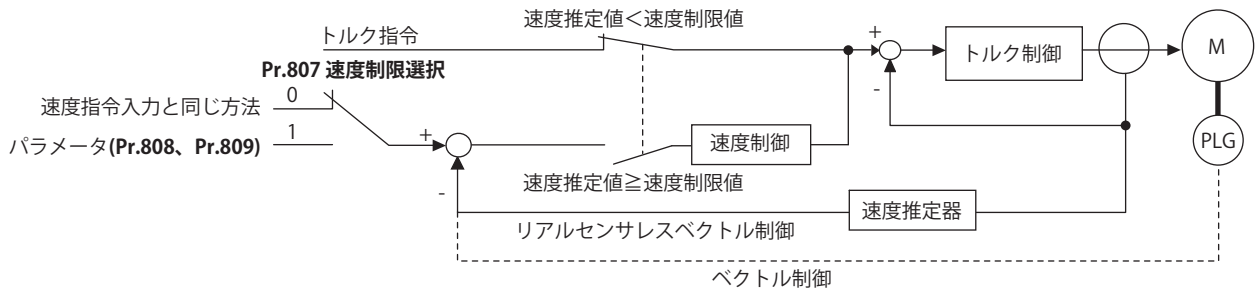 速度推定値＜速度制限値
トルク指令
Pr.807 速度制限選択
0
速度指令入力と同じ方法
1
パラメータ(Pr.808、Pr.809)
+
-
速度制御
速度推定値≧速度制限値
+
-
トルク制御
M
PLG
速度推定器
リアルセンサレスベクトル制御
ベクトル制御